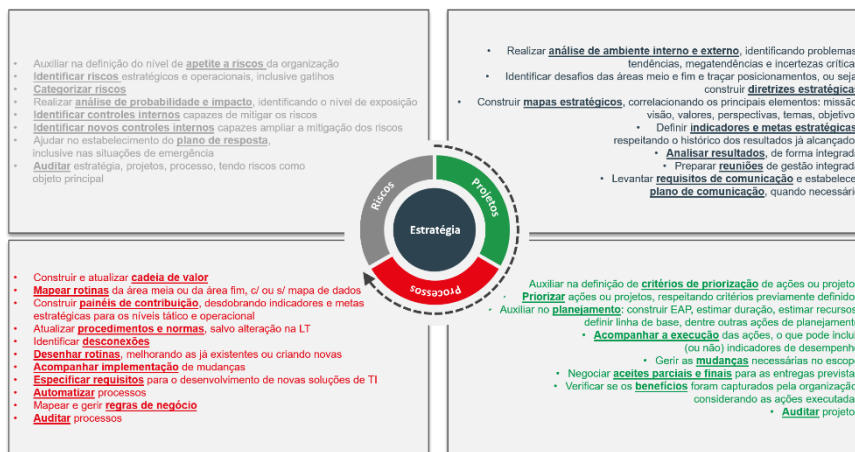 • Auxiliar na definição do nível de apetite a riscos da organização
• Identificar riscos estratégicos e operacionais, inclusive gatilhos
• Categorizar riscos
• Realizar análise de probabilidade e impacto, identificando o nível de exposição
• Identificar controles internos capazes de mitigar os riscos
• Identificar novos controles internos capazes ampliar a mitigação dos riscos
• Ajudar no estabelecimento do plano de resposta,
inclusive nas situações de emergência
• Auditar estratégia, projetos, processo, tendo riscos como
objeto principal
• Realizar análise de ambiente interno e externo, identificando problemas
tendências, megatendências e incertezas crítica
• Identificar desafios das áreas meio e fim e traçar posicionamentos, ou seja
construir diretrizes estratégica
• Construir mapas estratégicos, correlacionando os principais elementos: missão
visão, valores, perspectivas, temas, objetivo
• Definir indicadores e metas estratégicas
respeitando o histórico dos resultados já alcançado
• Analisar resultados, de forma integrada
• Preparar reuniões de gestão integrada
• Levantar requisitos de comunicação e estabelece
plano de comunicação, quando necessári
Riscos
Projetos
Estratégia
Processos
• Construir e atualizar cadeia de valor
• Mapear rotinas da área meia ou da área fim, c/ ou s/ mapa de dados
• Construir painéis de contribuição, desdobrando indicadores e metas
estratégicas para os níveis tático e operacional
• Atualizar procedimentos e normas, salvo alteração na LT
• Identificar desconexões
• Desenhar rotinas, melhorando as já existentes ou criando novas
• Acompanhar implementação de mudanças
• Especificar requisitos para o desenvolvimento de novas soluções de TI
• Automatizar processos
• Mapear e gerir regras de negócio
• Auditar processos
Auxiliar na definição de critérios de priorização de ações ou projeto
• Priorizar ações ou projetos, respeitando critérios previamente definido
• Auxiliar no planejamento: construir EAP, estimar duração, estimar recursos
definir linha de base, dentre outras ações de planejament
• Acompanhar a execução das ações, o que pode inclui
(ou não) indicadores de desempenh
• Gerir as mudanças necessárias no escop
• Negociar aceites parciais e finais para as entregas prevista
• Verificar se os benefícios foram capturados pela organização
considerando as ações executada
• Auditar projeto